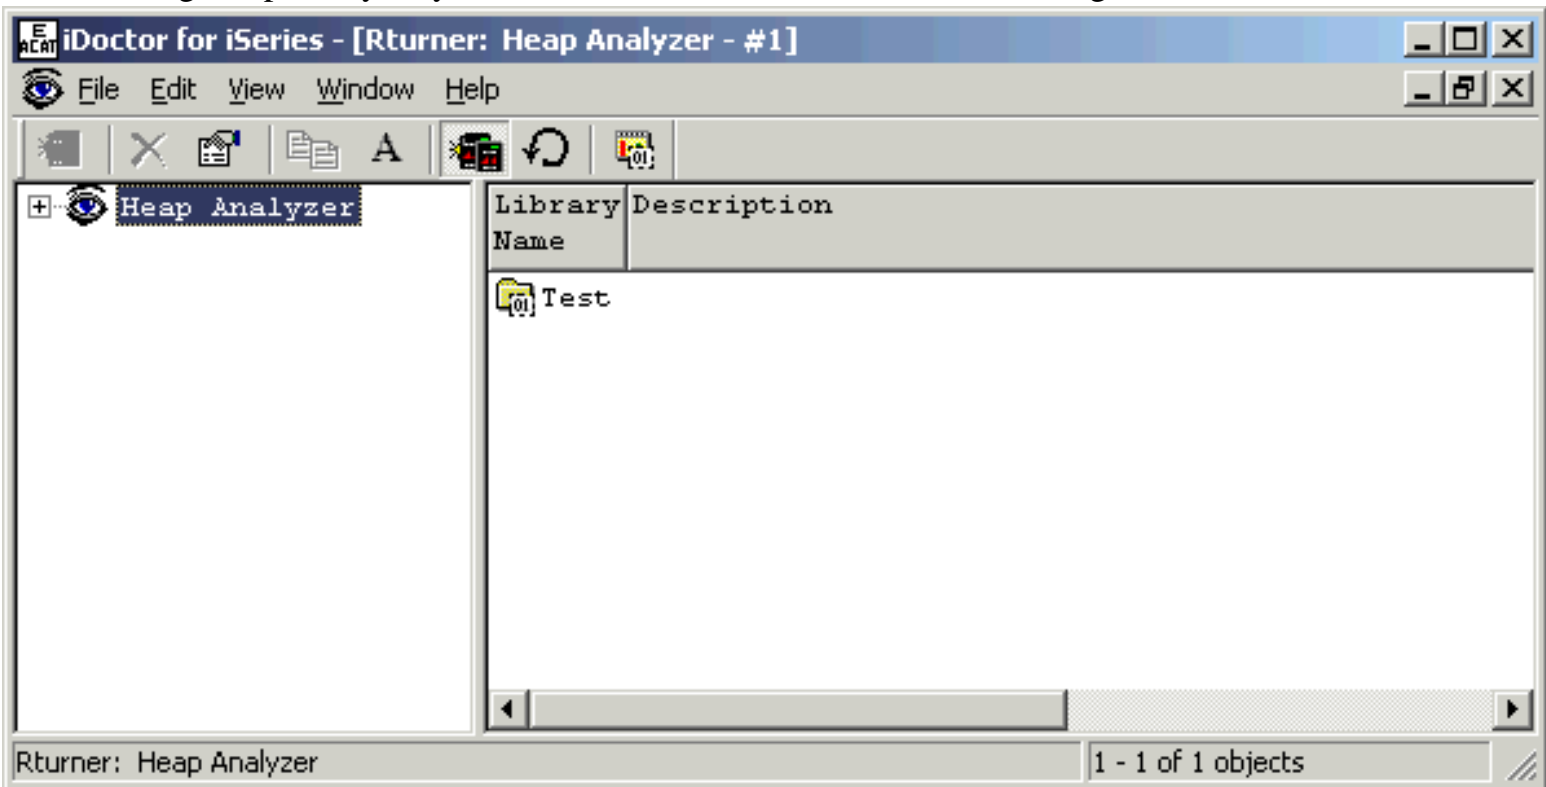 iDoctor for iSeries - [Rturner: Heap Analyzer - #1]
File Edit View Window Help
A
Heap Analyzer
Library Name
Description
Test
Rturner: Heap Analyzer
1 - 1 of 1 objects